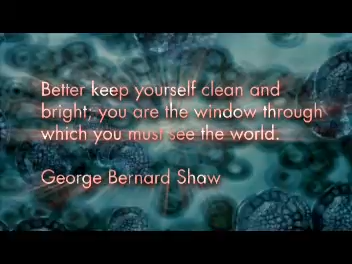 Better keep yourself clean and
bright; you are the window through
which you must see the world.
George Bernard Shaw